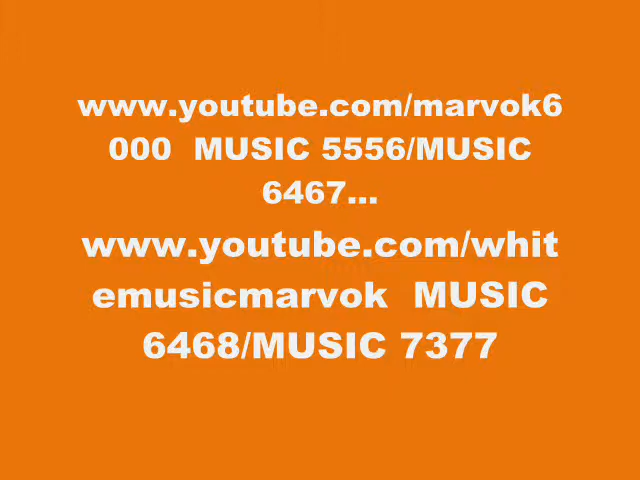 www.youtube.com/marvok6
000  MUSIC 5556/MUSIC
6467...
www.youtube.com/whit
emusicmarvok  MUSIC
6468/MUSIC 7377